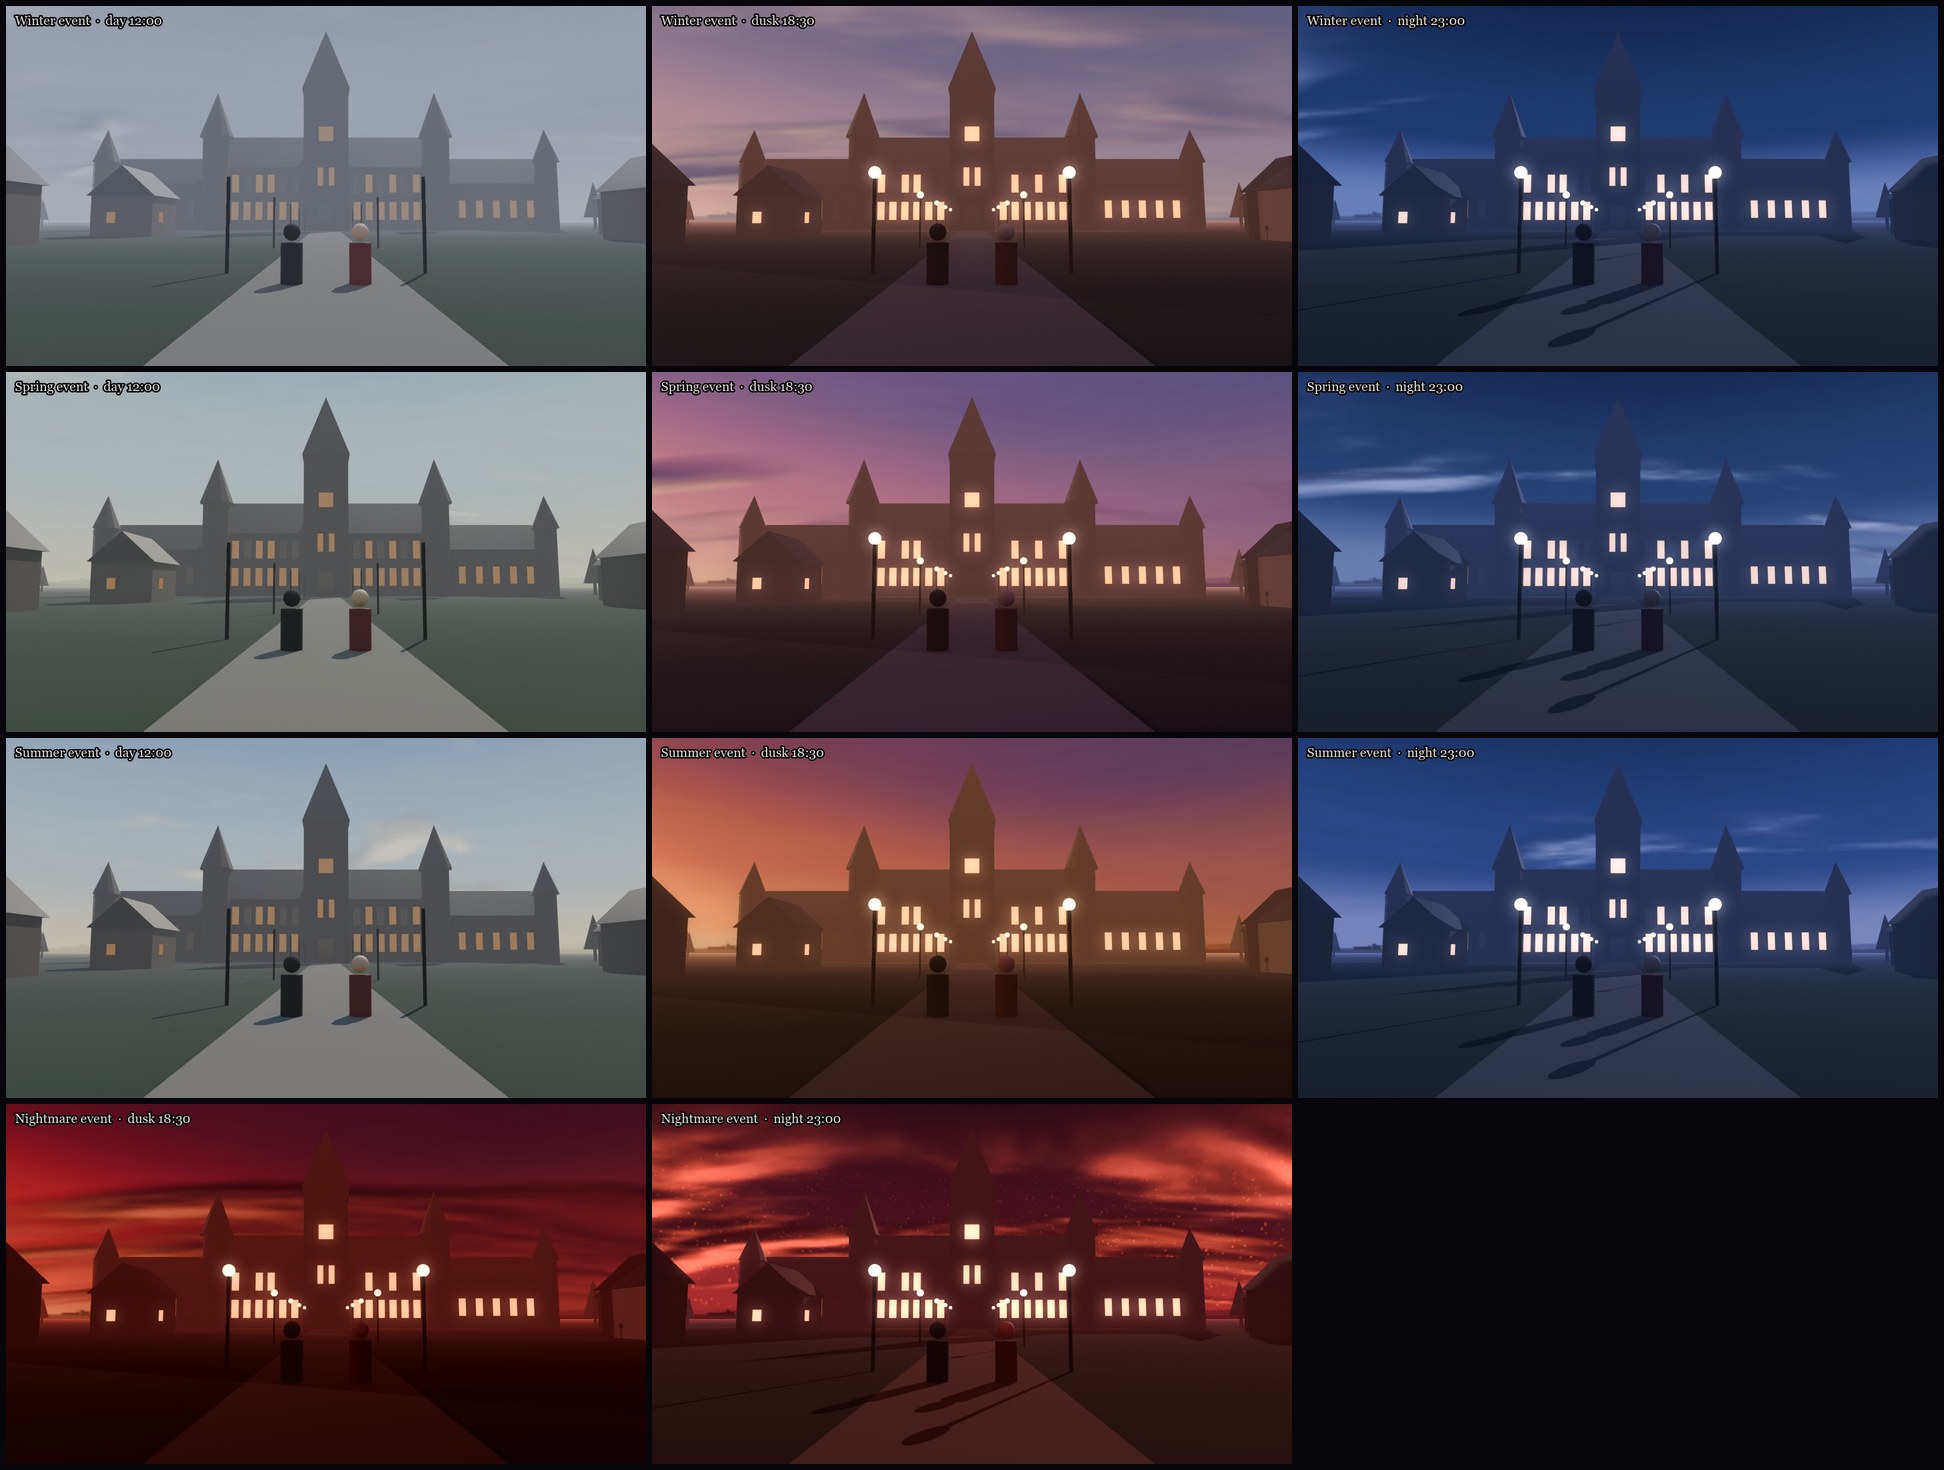 Winter event · day 12:00
Winter event · dusk 18:30
Winter event · night 23:00
Spring event · day 12:00
Spring event · dusk 18:30
Spring event · night 23:00
Summer event · day 12:00
Summer event · dusk 18:30
Summer event · night 23:00
Nightmare event · dusk 18:30
Nightmare event · night 23:00